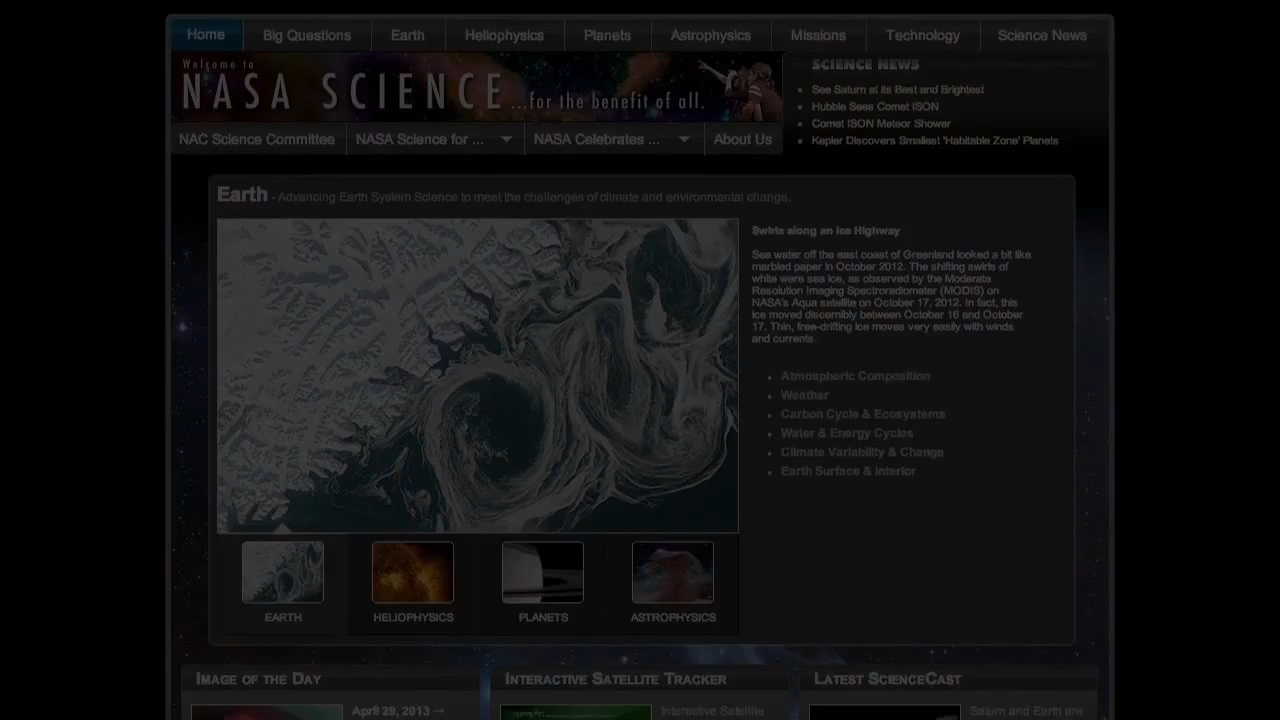 Home Big Questions Earth Heliophysics Planets Astrophysics Missions Technology Science News
Welcome to
NASA SCIENCE ...for the benefit of all.
SCIENCE NEWS
See Saturn at its Best and Brightest
Hubble Sees Comet ISON
Comet ISON Meteor Shower
Kepler Discovers Smallest 'Habitable Zone' Planets
NAC Science Committee NASA Science for ... NASA Celebrates ... About Us
Earth - Advancing Earth System Science to meet the challenges of climate and environmental change.
Swirls along an Ice Highway
Sea water off the east coast of Greenland looked a bit like
marbled paper in October 2012. The shifting swirls of
white were sea ice, as observed by the Moderate
Resolution Imaging Spectroradiometer (MODIS) on
NASA's Aqua satellite on October 17, 2012. In fact, this
ice moved discernibly between October 16 and October
17. Thin, free-drifting ice moves very easily with winds
and currents.
Atmospheric Composition
Weather
Carbon Cycle & Ecosystems
Water & Energy Cycles
Climate Variability & Change
Earth Surface & Interior
EARTH HELIOPHYSICS PLANETS ASTROPHYSICS
IMAGE OF THE DAY INTERACTIVE SATELLITE TRACKER LATEST SCIENCECAST
April 29, 2013 → Interactive Satellite Saturn and Earth are